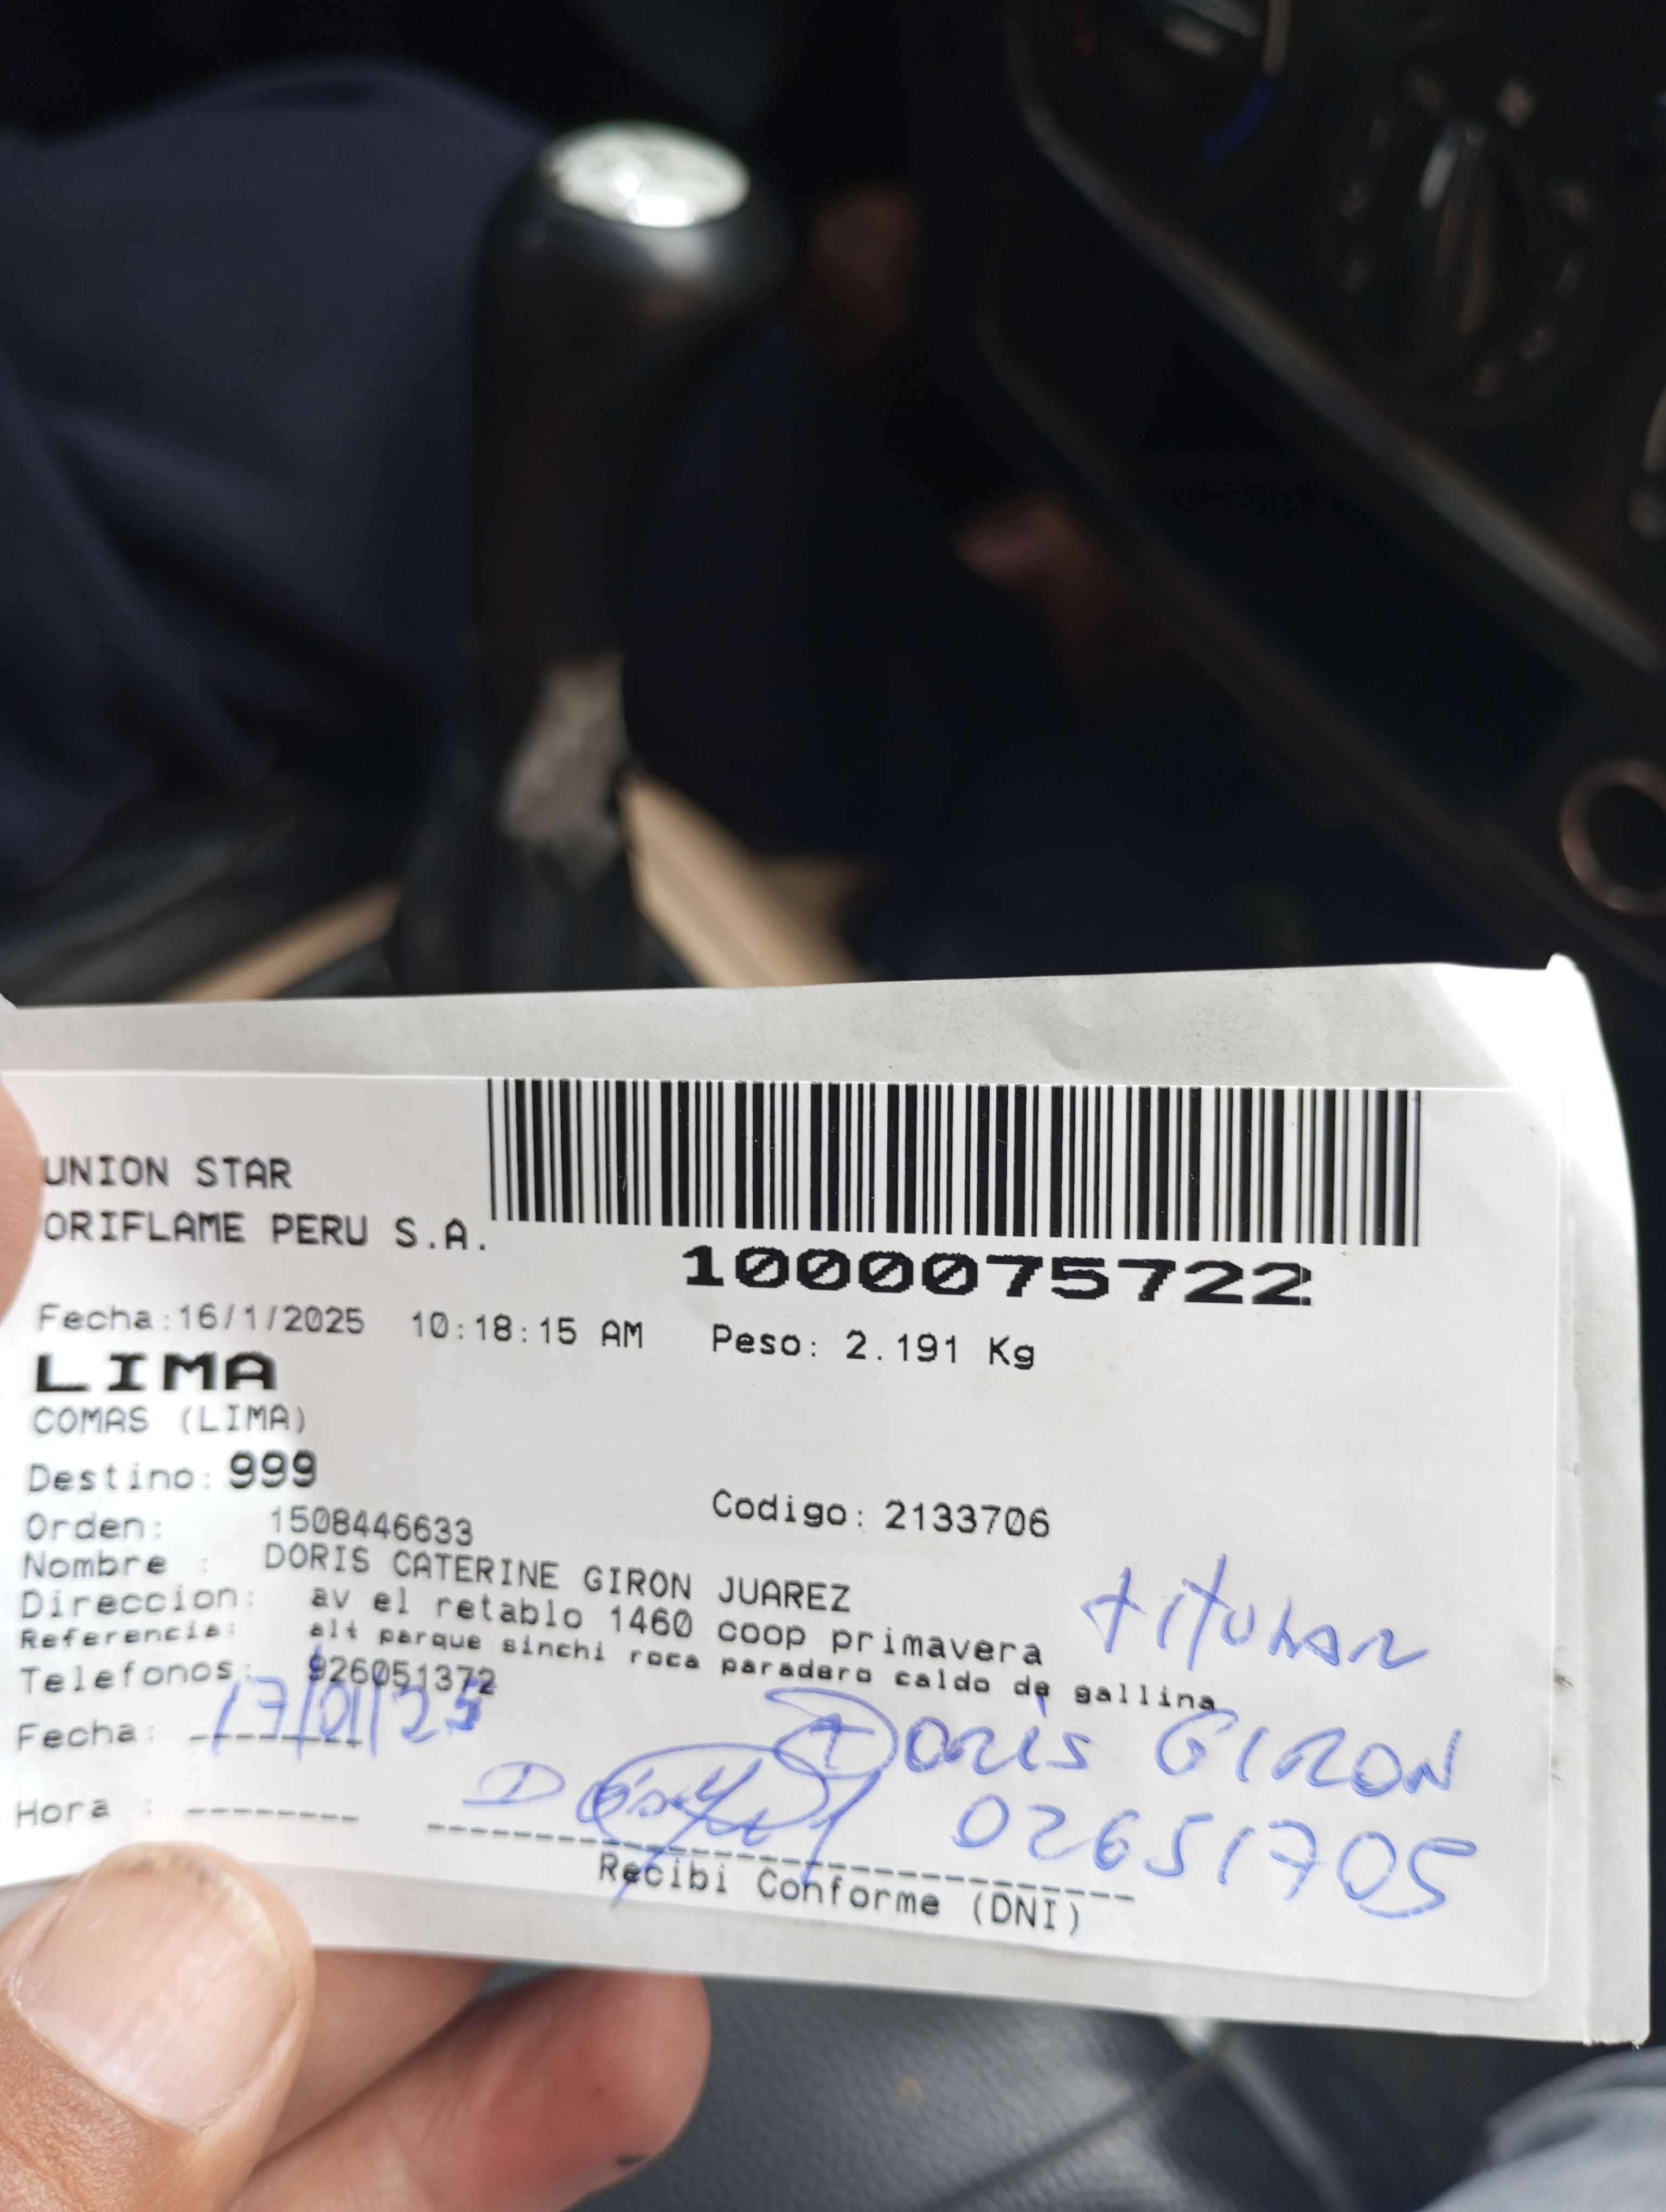 UNION STAR
ORIFLAME PERU S.A.
1000075722
Fecha:16/1/2025 10:18:15 AM Peso: 2.191 Kg
LIMA
COMAS (LIMA)
Destino: 999
Orden: 1508446633 Codigo: 2133706
Nombre : DORIS CATERINE GIRON JUAREZ
Direccion: av el retablo 1460 coop primavera
Referencia: alt parque sinchi roca paradero caldo de gallina
Telefonos: 926051372
titular
Fecha: 17/01/25
Doris GIRON
Hora :
02651705
Recibi Conforme (DNI)